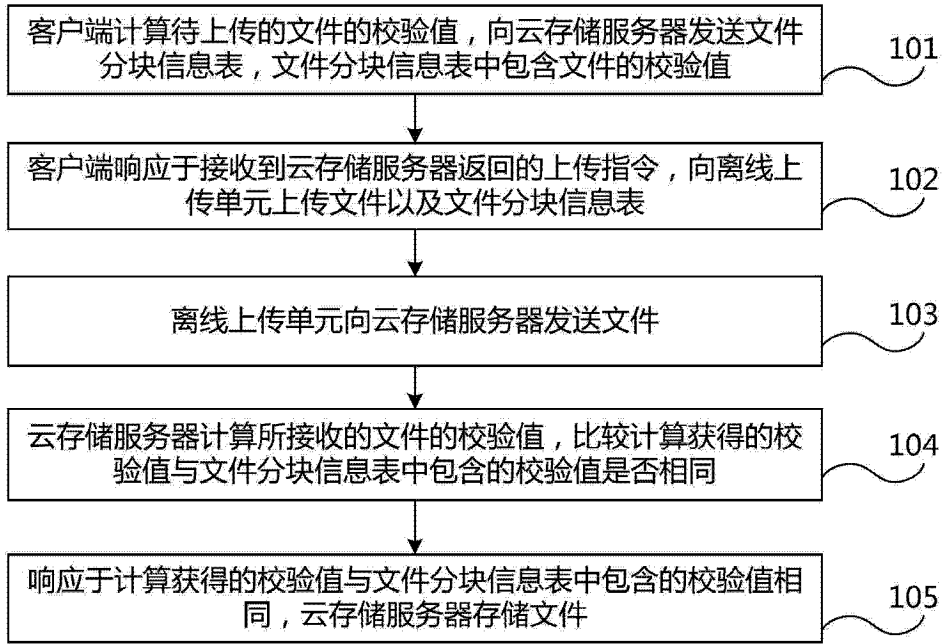 客户端计算待上传的文件的校验值，向云存储服务器发送文件
分块信息表，文件分块信息表中包含文件的校验值
101
客户端响应于接收到云存储服务器返回的上传指令，向离线上
传单元上传文件以及文件分块信息表
102
离线上传单元向云存储服务器发送文件
103
云存储服务器计算所接收的文件的校验值，比较计算获得的校
验值与文件分块信息表中包含的校验值是否相同
104
响应于计算获得的校验值与文件分块信息表中包含的校验值相
同，云存储服务器存储文件
105